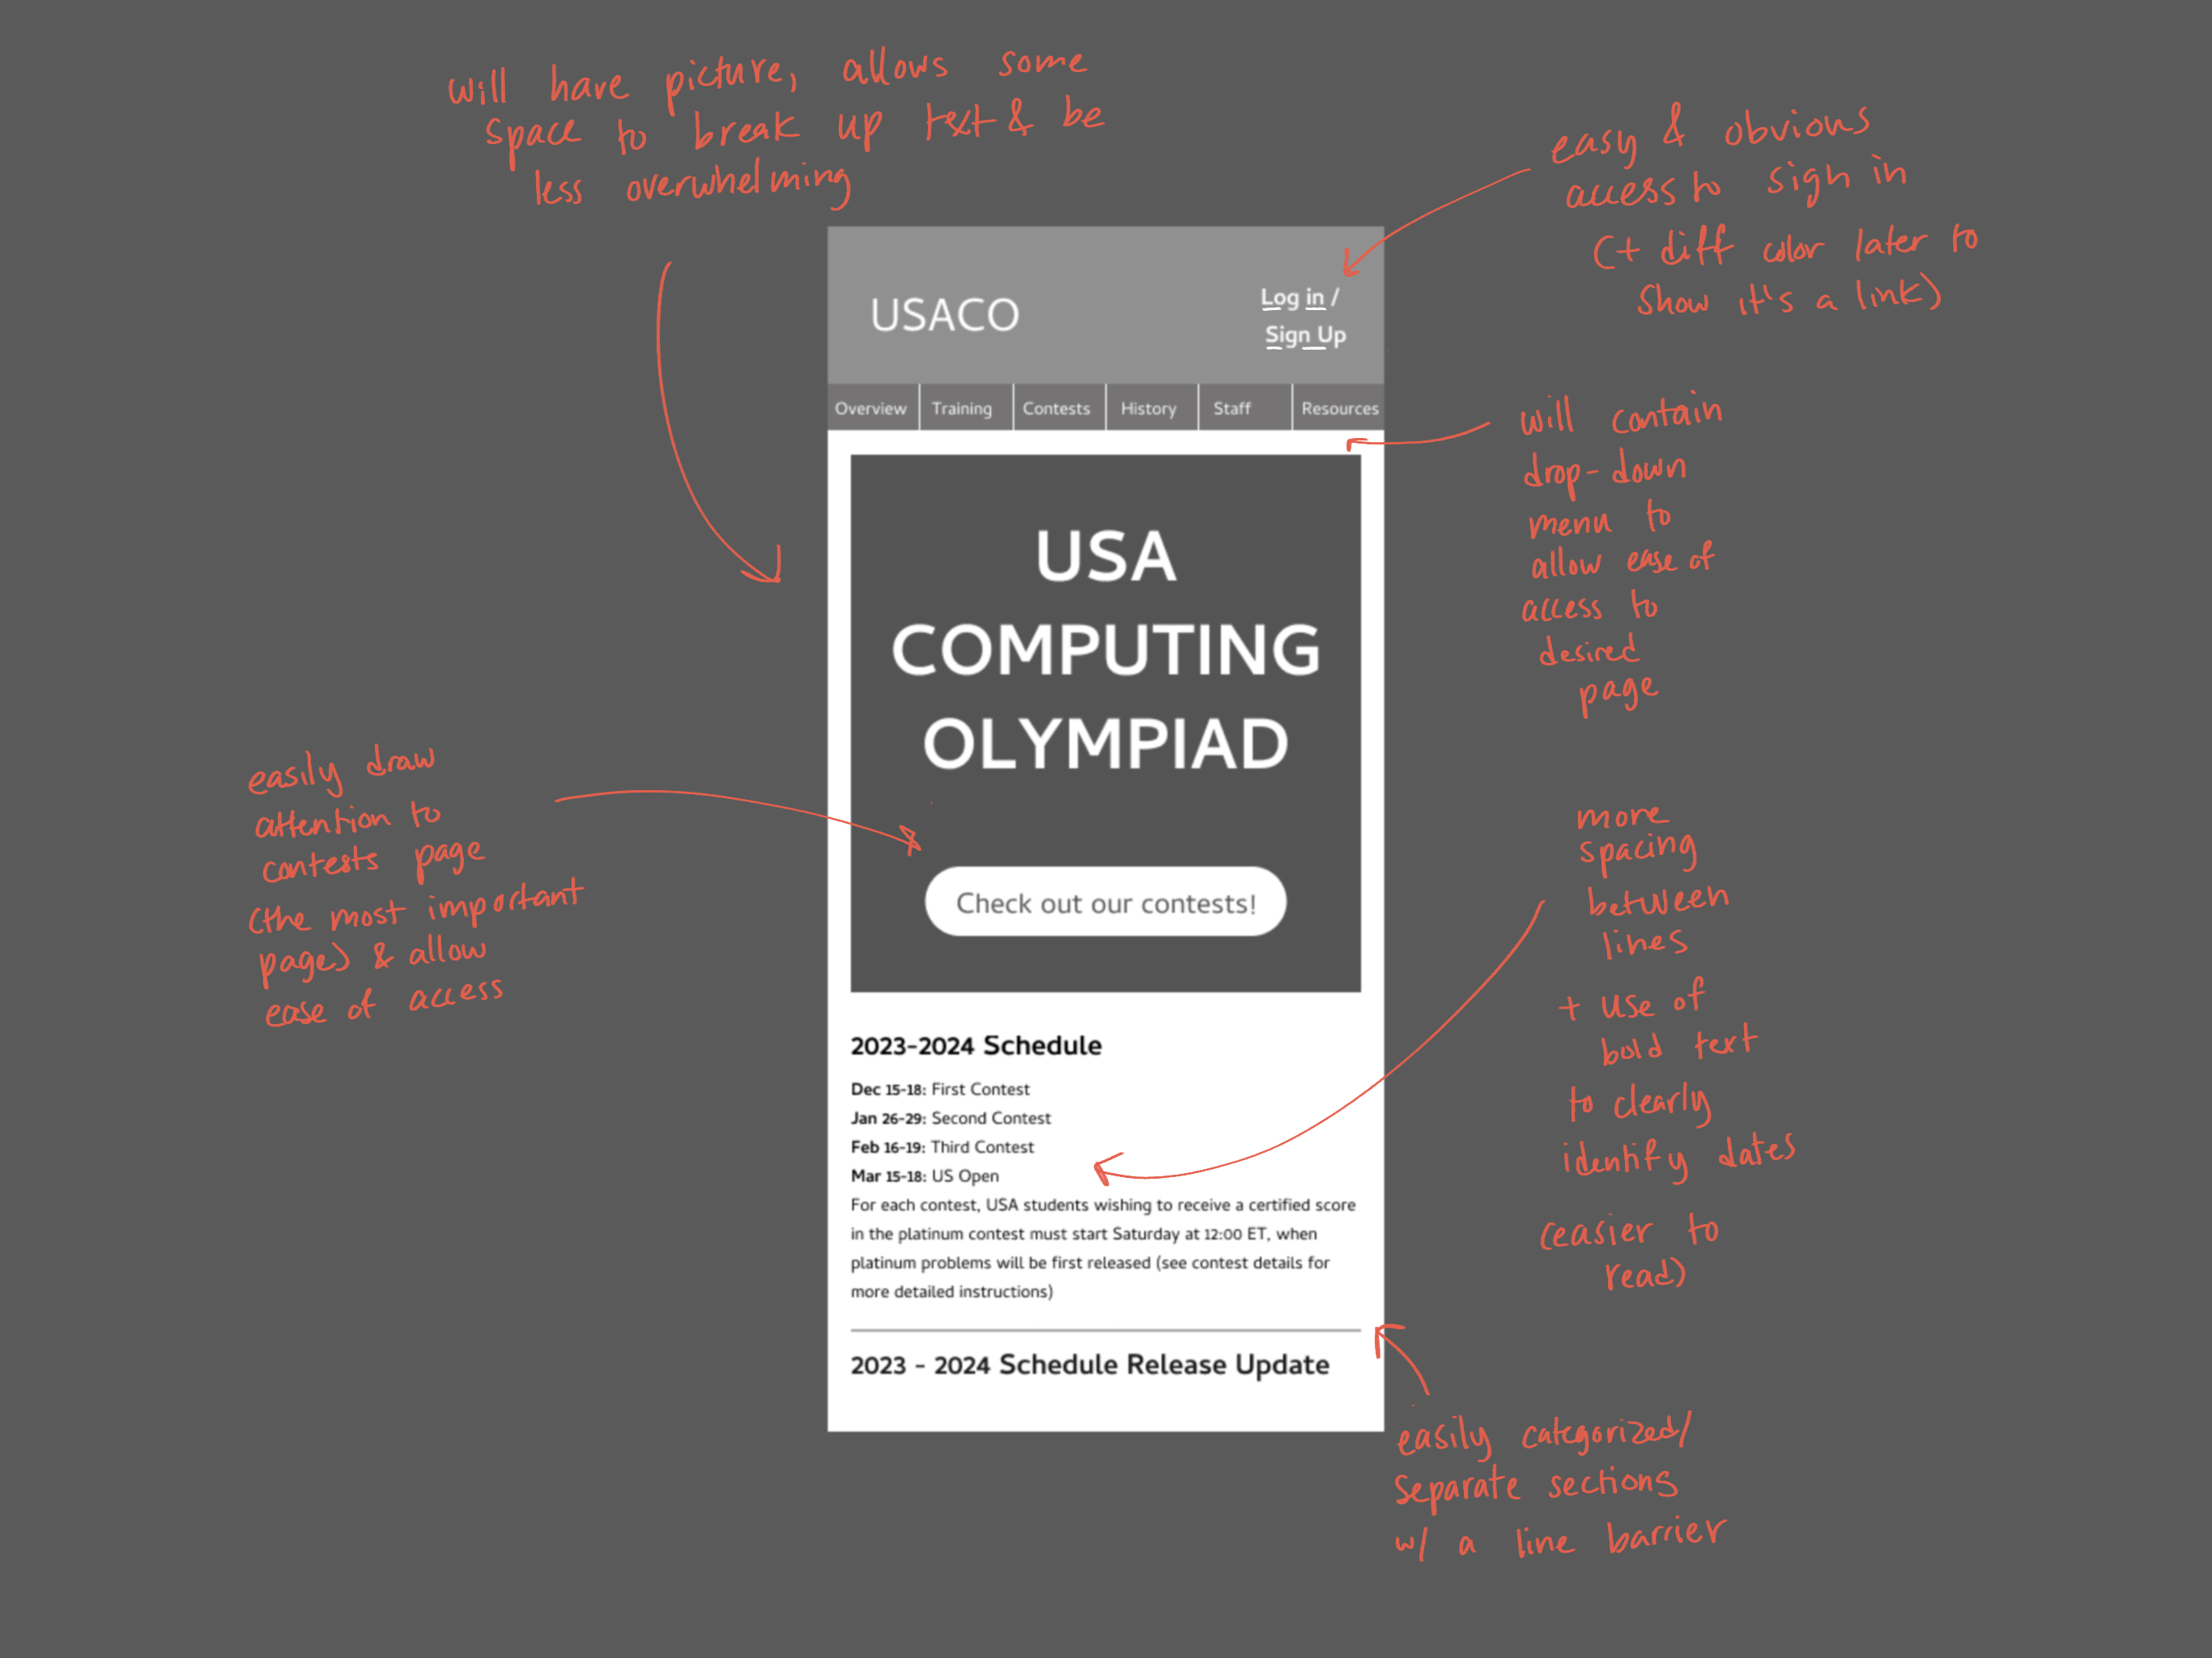 will have picture, allows some
space to break up text & be
less overwhelming
easy & obvious
access to sign in
(+ diff color later to
show it's a link)
USACO
Log in /
Sign Up
Overview Training Contests History Staff Resources
will contain
drop-down
menu to
allow ease of
access to
desired
page
USA
COMPUTING
OLYMPIAD
Check out our contests!
easily draw
attention to
contests page
(the most important
page) & allow
ease of access
more
spacing
between
lines
+ use of
bold text
to clearly
identify dates
(easier to
read)
2023-2024 Schedule
Dec 15-18: First Contest
Jan 26-29: Second Contest
Feb 16-19: Third Contest
Mar 15-18: US Open
For each contest, USA students wishing to receive a certified score
in the platinum contest must start Saturday at 12:00 ET, when
platinum problems will be first released (see contest details for
more detailed instructions)
2023 - 2024 Schedule Release Update
easily categorized/
separate sections
w/ a line barrier